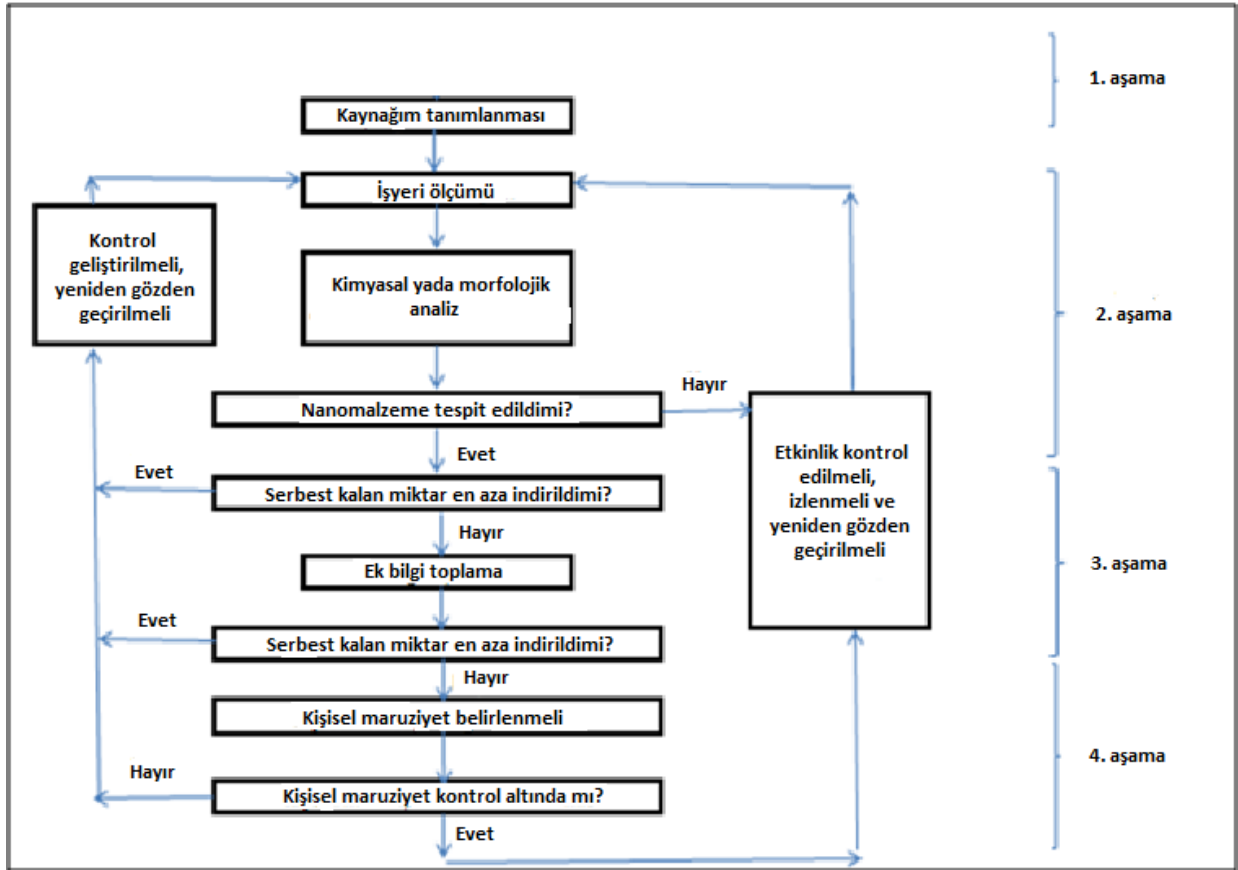 1. aşama
Kaynağım tanımlanması
İşyeri ölçümü
Kontrol
geliştirilmeli,
yeniden gözden
geçirilmeli
Kimyasal yada morfolojik
analiz
2. aşama
Hayır
Nanomalzeme tespit edildimi?
Evet
Etkinlik kontrol
edilmeli,
izlenmeli ve
yeniden gözden
geçirilmeli
Evet
Serbest kalan miktar en aza indirildimi?
Hayır
Ek bilgi toplama
3. aşama
Evet
Serbest kalan miktar en aza indirildimi?
Hayır
Kişisel maruziyet belirlenmeli
4. aşama
Hayır
Kişisel maruziyet kontrol altında mı?
Evet